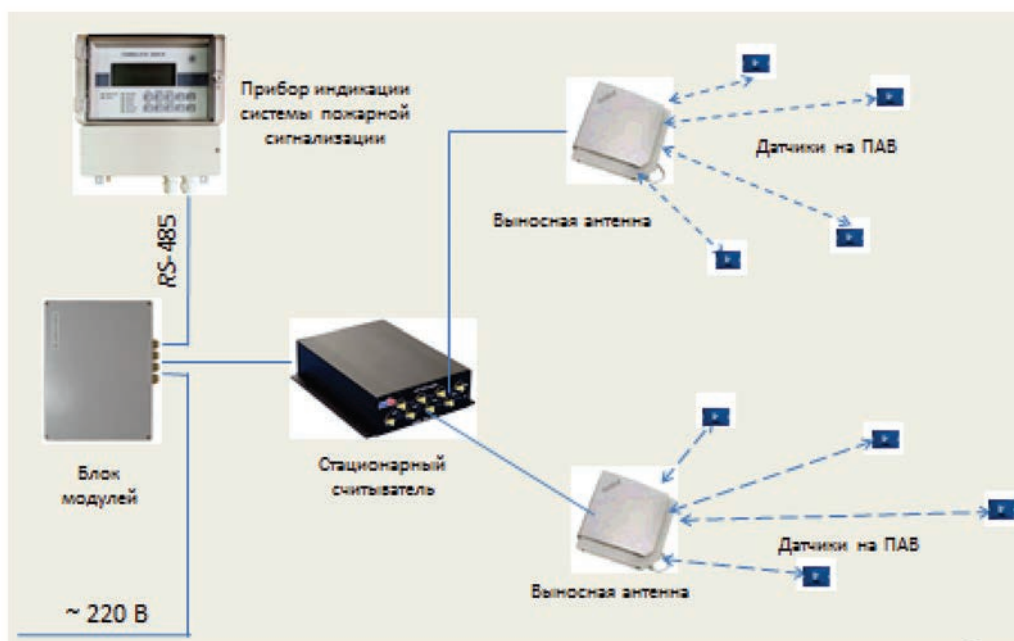 Прибор индикации
системы пожарной
сигнализации
Датчики на ПАВ
Выносная антенна
RS-485
Блок
модулей
Стационарный
считыватель
Датчики на ПАВ
Выносная антенна
~ 220 В